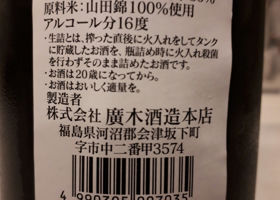 原料米:山田錦100%使用
アルコール分16度
・生詰とは、搾った直後に火入れをしてタンク
に貯蔵したお酒を、瓶詰め時に火入れ殺菌
を行わずそのまま詰めたお酒です。
・お酒は20歳になってから。
・お酒はおいしく適量を。
製造者
株式会社 廣木酒造本店
福島県河沼郡会津坂下町
字市中二番甲3574